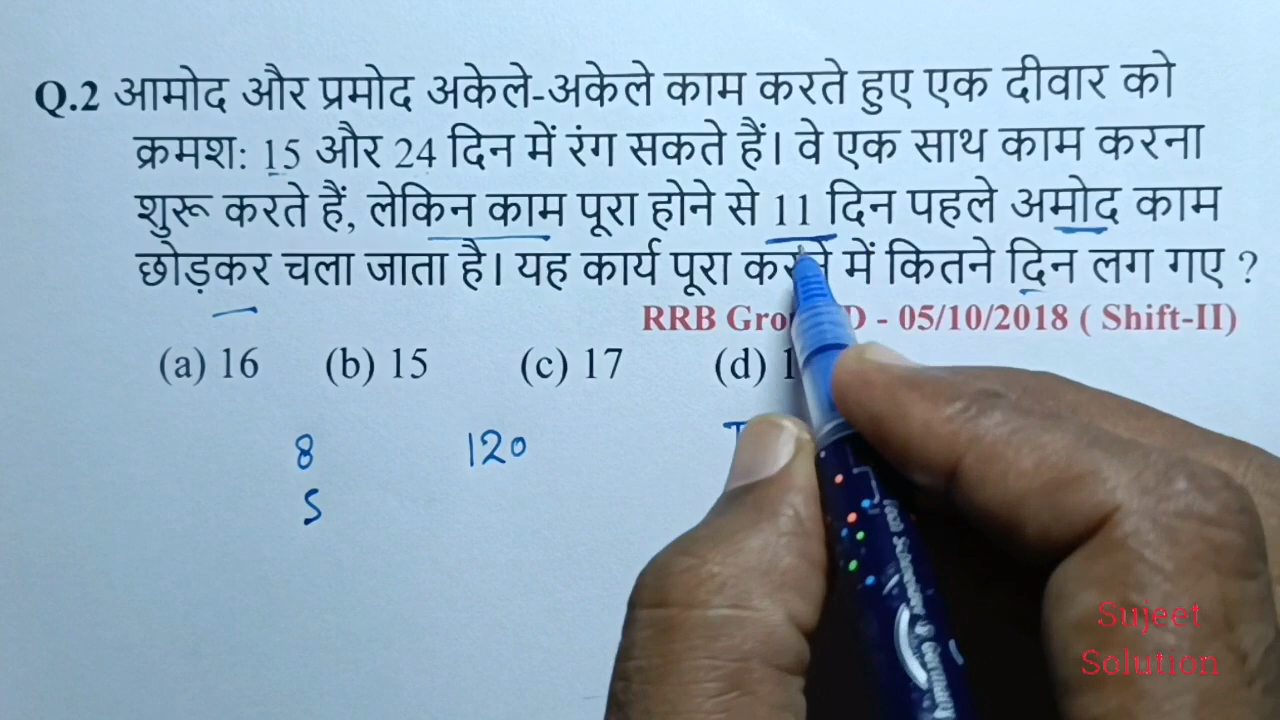 Q.2 आमोद और प्रमोद अकेले-अकेले काम करते हुए एक दीवार को
क्रमश: 15 और 24 दिन में रंग सकते हैं। वे एक साथ काम करना
शुरू करते हैं, लेकिन काम पूरा होने से 11 दिन पहले अमोद काम
छोड़कर चला जाता है। यह कार्य पूरा करने में कितने दिन लग गए ?
RRB - 05/10/2018 ( Shift-II)
(a) 16 (b) 15 (c) 17 (d)
8 120
5
Sujeet
Solution